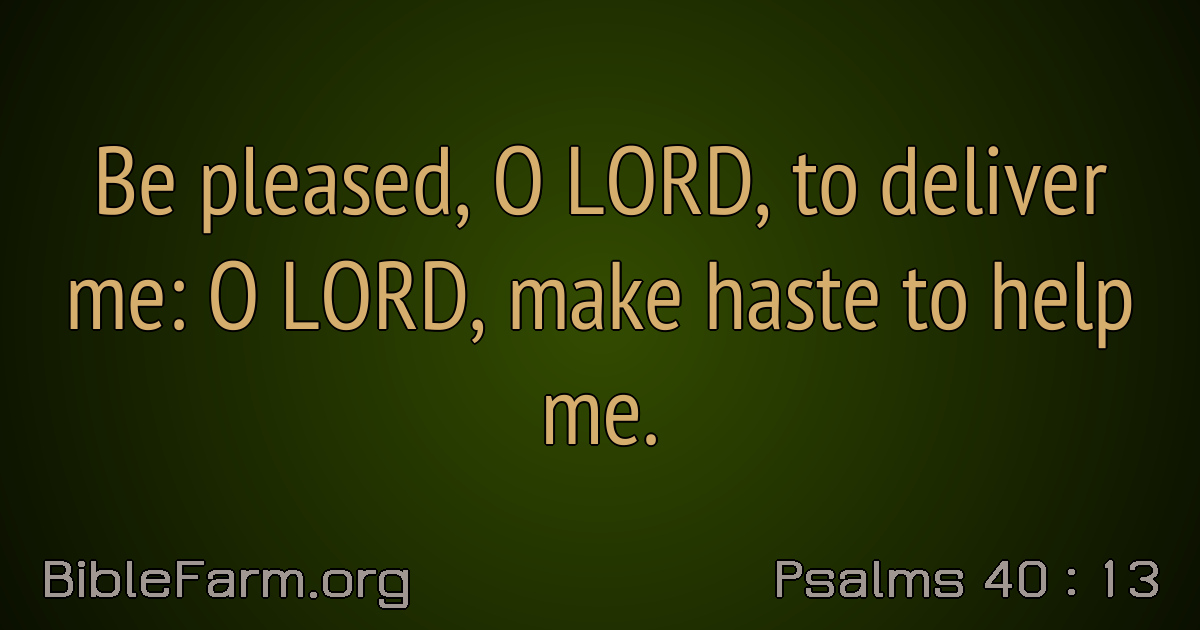 Be pleased, O LORD, to deliver
me: O LORD, make haste to help
me.
BibleFarm.org
Psalms 40 : 13